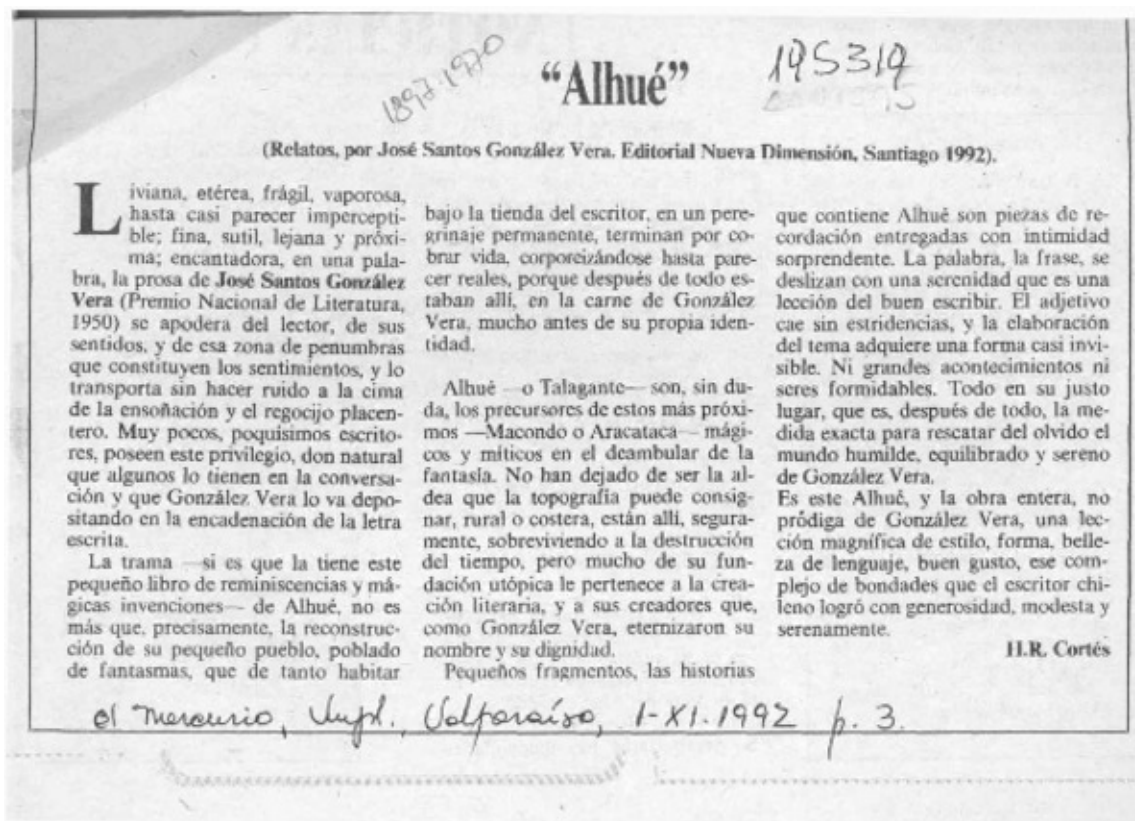 1897-1970
"Alhué"
195319
(Relatos, por José Santos González Vera. Editorial Nueva Dimensión, Santiago 1992).
Liviana, etérea, frágil, vaporosa,
hasta casi parecer impercepti-
ble; fina, sutil, lejana y próxi-
ma; encantadora, en una pala-
bra, la prosa de José Santos González
Vera (Premio Nacional de Literatura,
1950) se apodera del lector, de sus
sentidos, y de esa zona de penumbras
que constituyen los sentimientos, y lo
transporta sin hacer ruido a la cima
de la ensoñación y el regocijo placen-
tero. Muy pocos, poquísimos escrito-
res, poseen este privilegio, don natural
que algunos lo tienen en la conversa-
ción y que González Vera lo va depo-
sitando en la encadenación de la letra
escrita.
La trama —si es que la tiene este
pequeño libro de reminiscencias y má-
gicas invenciones— de Alhué, no es
más que, precisamente, la reconstruc-
ción de su pequeño pueblo, poblado
de fantasmas, que de tanto habitar
bajo la tienda del escritor, en un pere-
grinaje permanente, terminan por co-
brar vida, corporeizándose hasta pare-
cer reales, porque después de todo es-
taban allí, en la carne de González
Vera, mucho antes de su propia iden-
tidad.
Alhué —o Talagante— son, sin du-
da, los precursores de estos más próxi-
mos —Macondo o Aracataca— mági-
cos y míticos en el deambular de la
fantasía. No han dejado de ser la al-
dea que la topografía puede consig-
nar, rural o costera, están allí, segura-
mente, sobreviviendo a la destrucción
del tiempo, pero mucho de su fun-
dación utópica le pertenece a la crea-
ción literaria, y a sus creadores que,
como González Vera, eternizaron su
nombre y su dignidad.
Pequeños fragmentos, las historias
que contiene Alhué son piezas de re-
cordación entregadas con intimidad
sorprendente. La palabra, la frase, se
deslizan con una serenidad que es una
lección del buen escribir. El adjetivo
cae sin estridencias, y la elaboración
del tema adquiere una forma casi invi-
sible. Ni grandes acontecimientos ni
seres formidables. Todo en su justo
lugar, que es, después de todo, la me-
dida exacta para rescatar del olvido el
mundo humilde, equilibrado y sereno
de González Vera.
Es este Alhué, y la obra entera, no
pródiga de González Vera, una lec-
ción magnífica de estilo, forma, belle-
za de lenguaje, buen gusto, ese com-
plejo de bondades que el escritor chi-
leno logró con generosidad, modesta y
serenamente.
H.R. Cortés
El Mercurio, Supl. Valparaíso, 1-XI-1992 p. 3.